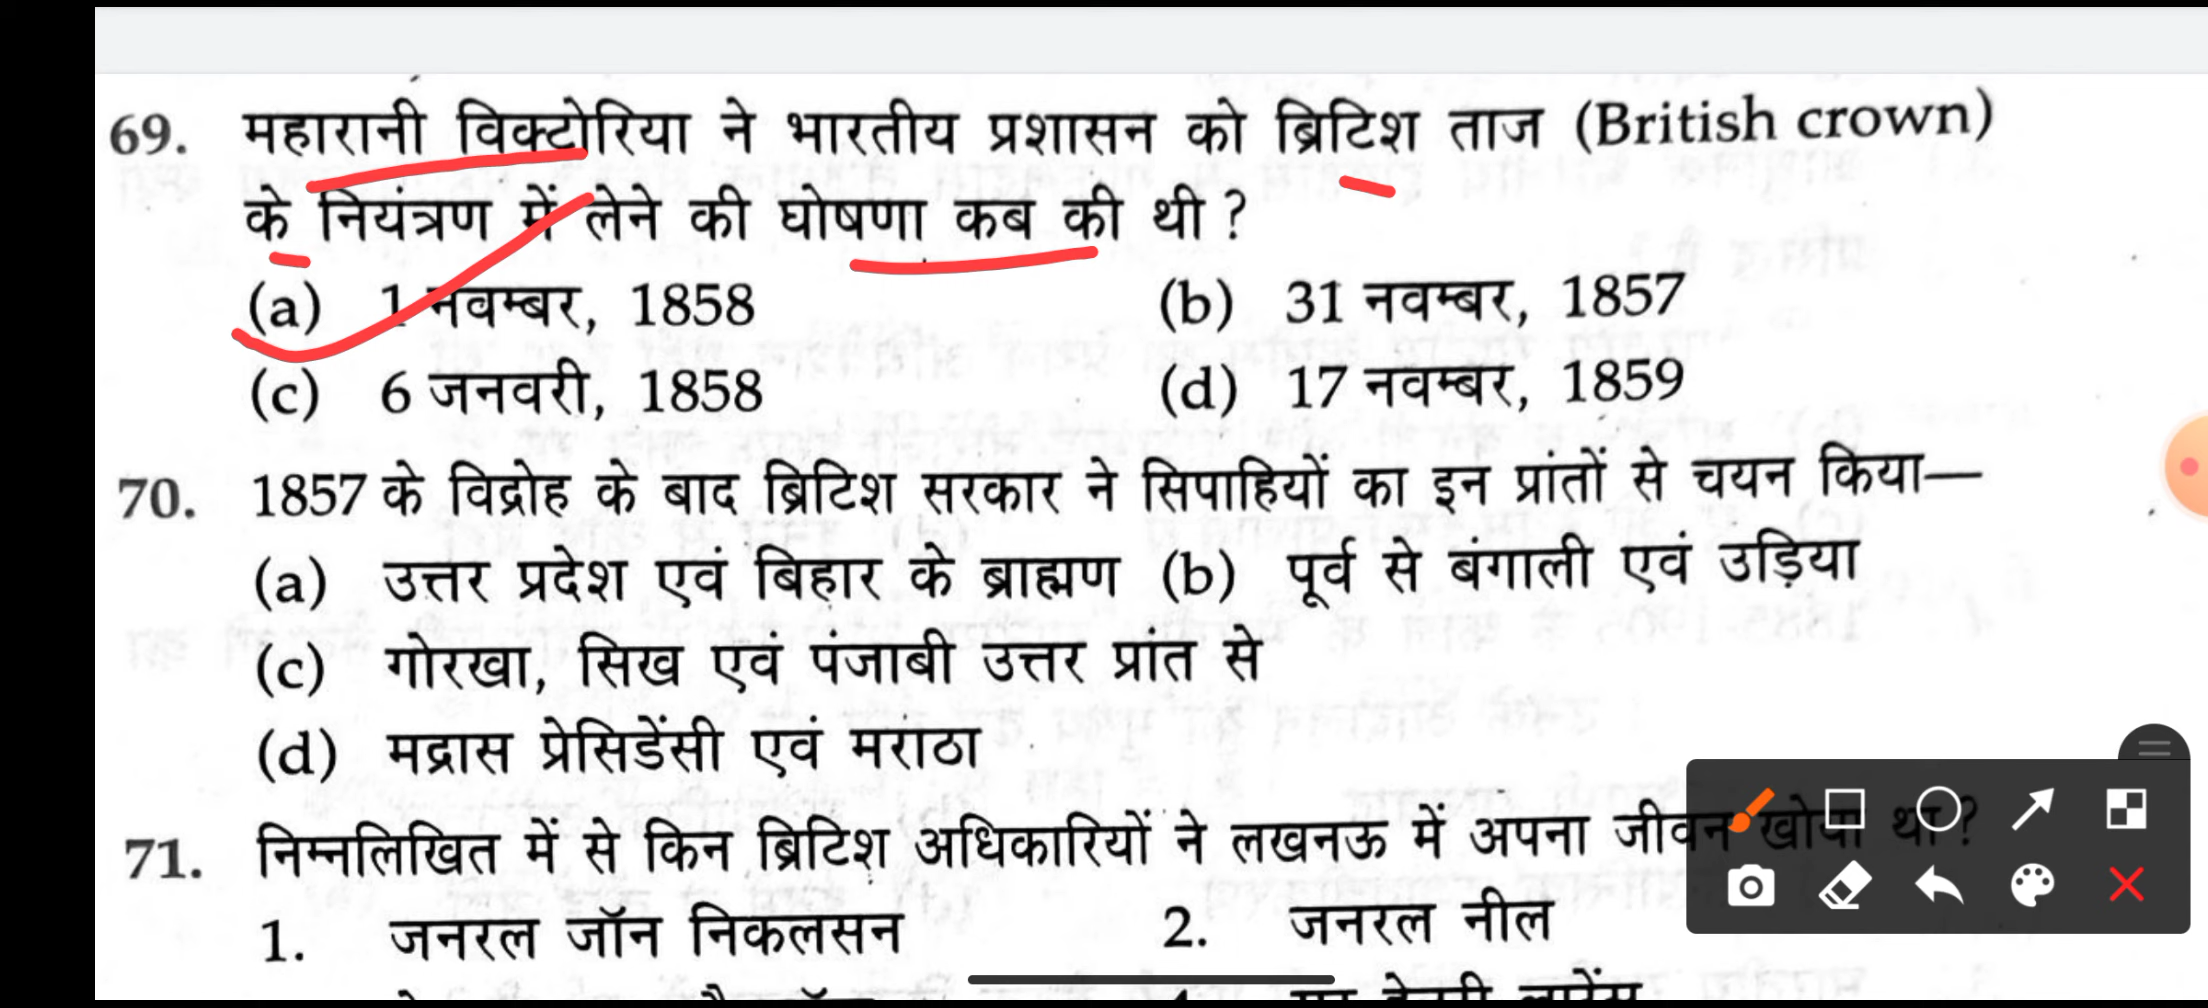 69. महारानी विक्टोरिया ने भारतीय प्रशासन को ब्रिटिश ताज (British crown)
के नियंत्रण में लेने की घोषणा कब की थी ?
(a) 1 नवम्बर, 1858 (b) 31 नवम्बर, 1857
(c) 6 जनवरी, 1858 (d) 17 नवम्बर, 1859
70. 1857 के विद्रोह के बाद ब्रिटिश सरकार ने सिपाहियों का इन प्रांतों से चयन किया—
(a) उत्तर प्रदेश एवं बिहार के ब्राह्मण (b) पूर्व से बंगाली एवं उड़िया
(c) गोरखा, सिख एवं पंजाबी उत्तर प्रांत से
(d) मद्रास प्रेसिडेंसी एवं मराठा
71. निम्नलिखित में से किन ब्रिटिश अधिकारियों ने लखनऊ में अपना जीवन खोया था ?
1. जनरल जॉन निकलसन 2. जनरल नील